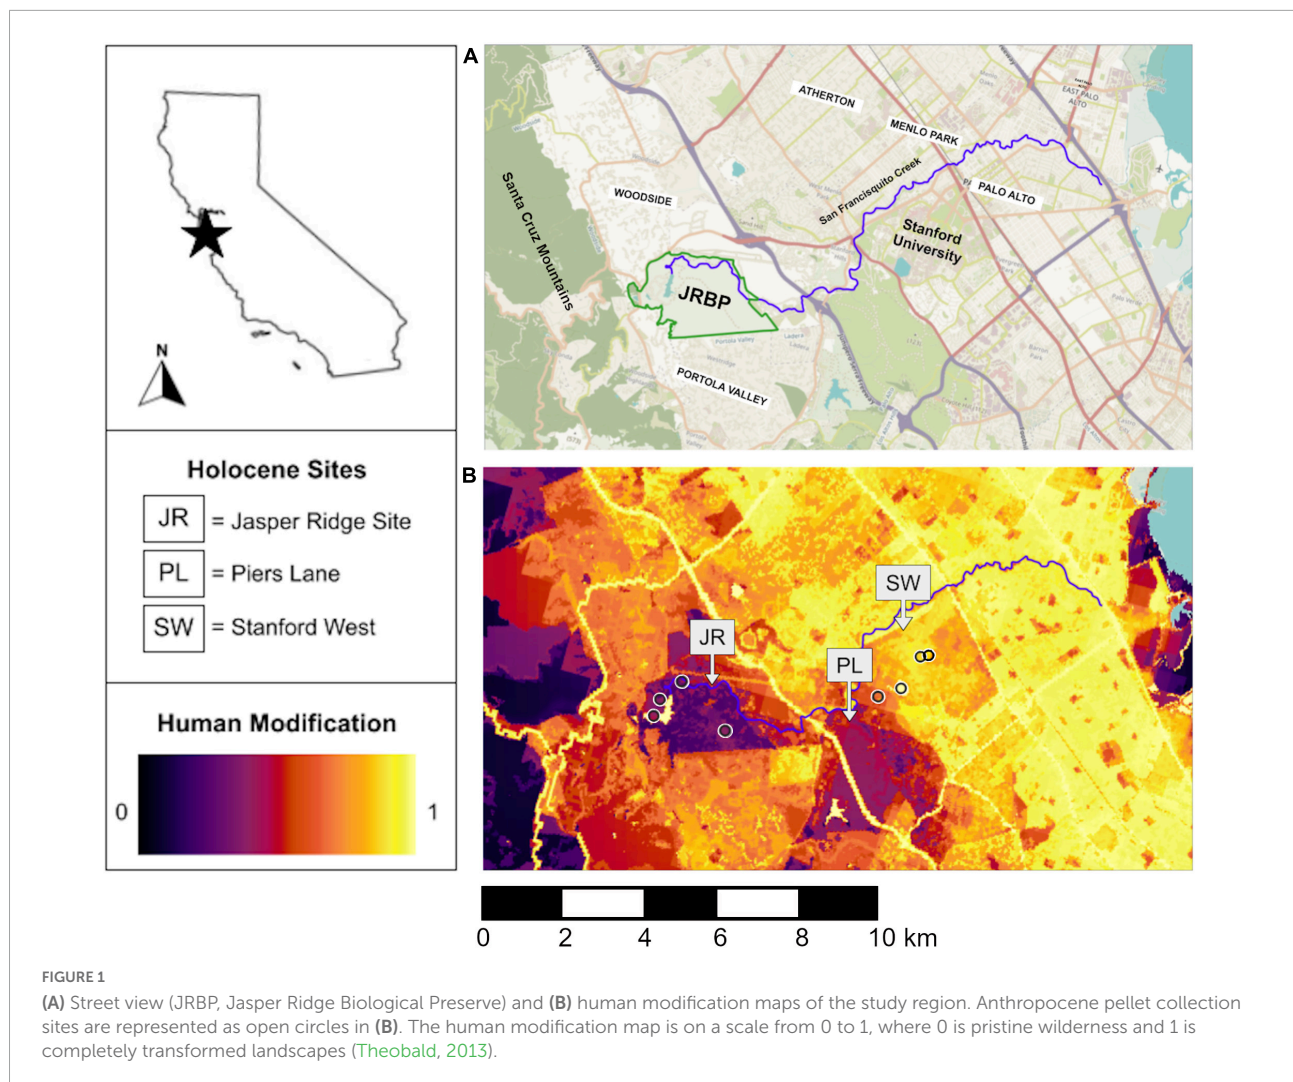 N
Holocene Sites
JR = Jasper Ridge Site
PL = Piers Lane
SW = Stanford West
Human Modification
0 1
A
ATHERTON
EAST PALO
ALTO
MENLO PARK
San Francisquito Creek
PALO ALTO
WOODSIDE
Stanford
University
Santa Cruz Mountains
JRBP
Portola Valley
Ladera
Ladera
PORTOLA VALLEY
B
SW
JR
PL
0 2 4 6 8 10 km
FIGURE 1
(A) Street view (JRBP, Jasper Ridge Biological Preserve) and (B) human modification maps of the study region. Anthropocene pellet collection
sites are represented as open circles in (B). The human modification map is on a scale from 0 to 1, where 0 is pristine wilderness and 1 is
completely transformed landscapes (Theobald, 2013).